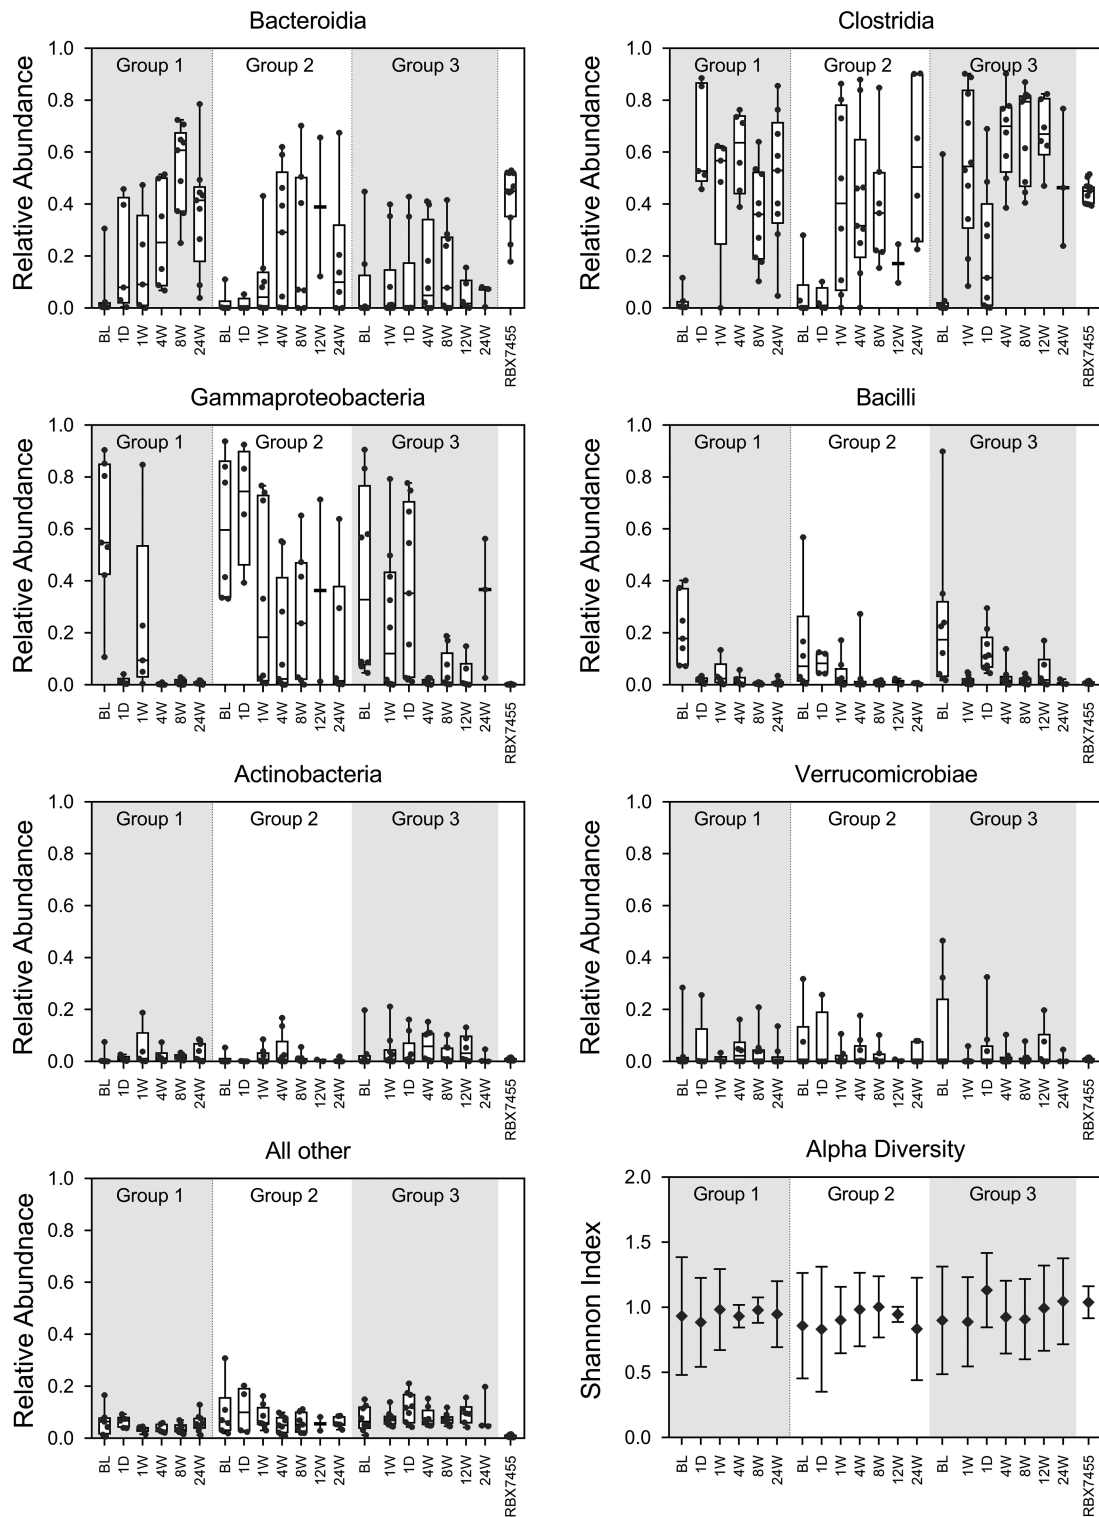 Bacteroidia
Relative Abundance
1.0
0.8
0.6
0.4
0.2
0.0
Group 1
Group 2
Group 3
BL
1D
1W
4W
8W
24W
BL
1D
1W
4W
8W
12W
24W
BL
1W
1D
4W
8W
12W
24W
RBX7455
Clostridia
Relative Abundance
1.0
0.8
0.6
0.4
0.2
0.0
Group 1
Group 2
Group 3
BL
1D
1W
4W
8W
24W
BL
1D
1W
4W
8W
12W
24W
BL
1W
1D
4W
8W
12W
24W
RBX7455
Gammaproteobacteria
Relative Abundance
1.0
0.8
0.6
0.4
0.2
0.0
Group 1
Group 2
Group 3
BL
1D
1W
4W
8W
24W
BL
1D
1W
4W
8W
12W
24W
BL
1W
1D
4W
8W
12W
24W
RBX7455
Bacilli
Relative Abundance
1.0
0.8
0.6
0.4
0.2
0.0
Group 1
Group 2
Group 3
BL
1D
1W
4W
8W
24W
BL
1D
1W
4W
8W
12W
24W
BL
1W
1D
4W
8W
12W
24W
RBX7455
Actinobacteria
Relative Abundance
1.0
0.8
0.6
0.4
0.2
0.0
Group 1
Group 2
Group 3
BL
1D
1W
4W
8W
24W
BL
1D
1W
4W
8W
12W
24W
BL
1W
1D
4W
8W
12W
24W
RBX7455
Verrucomicrobiae
Relative Abundance
1.0
0.8
0.6
0.4
0.2
0.0
Group 1
Group 2
Group 3
BL
1D
1W
4W
8W
24W
BL
1D
1W
4W
8W
12W
24W
BL
1W
1D
4W
8W
12W
24W
RBX7455
All other
Relative Abundnace
1.0
0.8
0.6
0.4
0.2
0.0
Group 1
Group 2
Group 3
BL
1D
1W
4W
8W
24W
BL
1D
1W
4W
8W
12W
24W
BL
1W
1D
4W
8W
12W
24W
RBX7455
Alpha Diversity
Shannon Index
2.0
1.5
1.0
0.5
0.0
Group 1
Group 2
Group 3
BL
1D
1W
4W
8W
24W
BL
1D
1W
4W
8W
12W
24W
BL
1W
1D
4W
8W
12W
24W
RBX7455